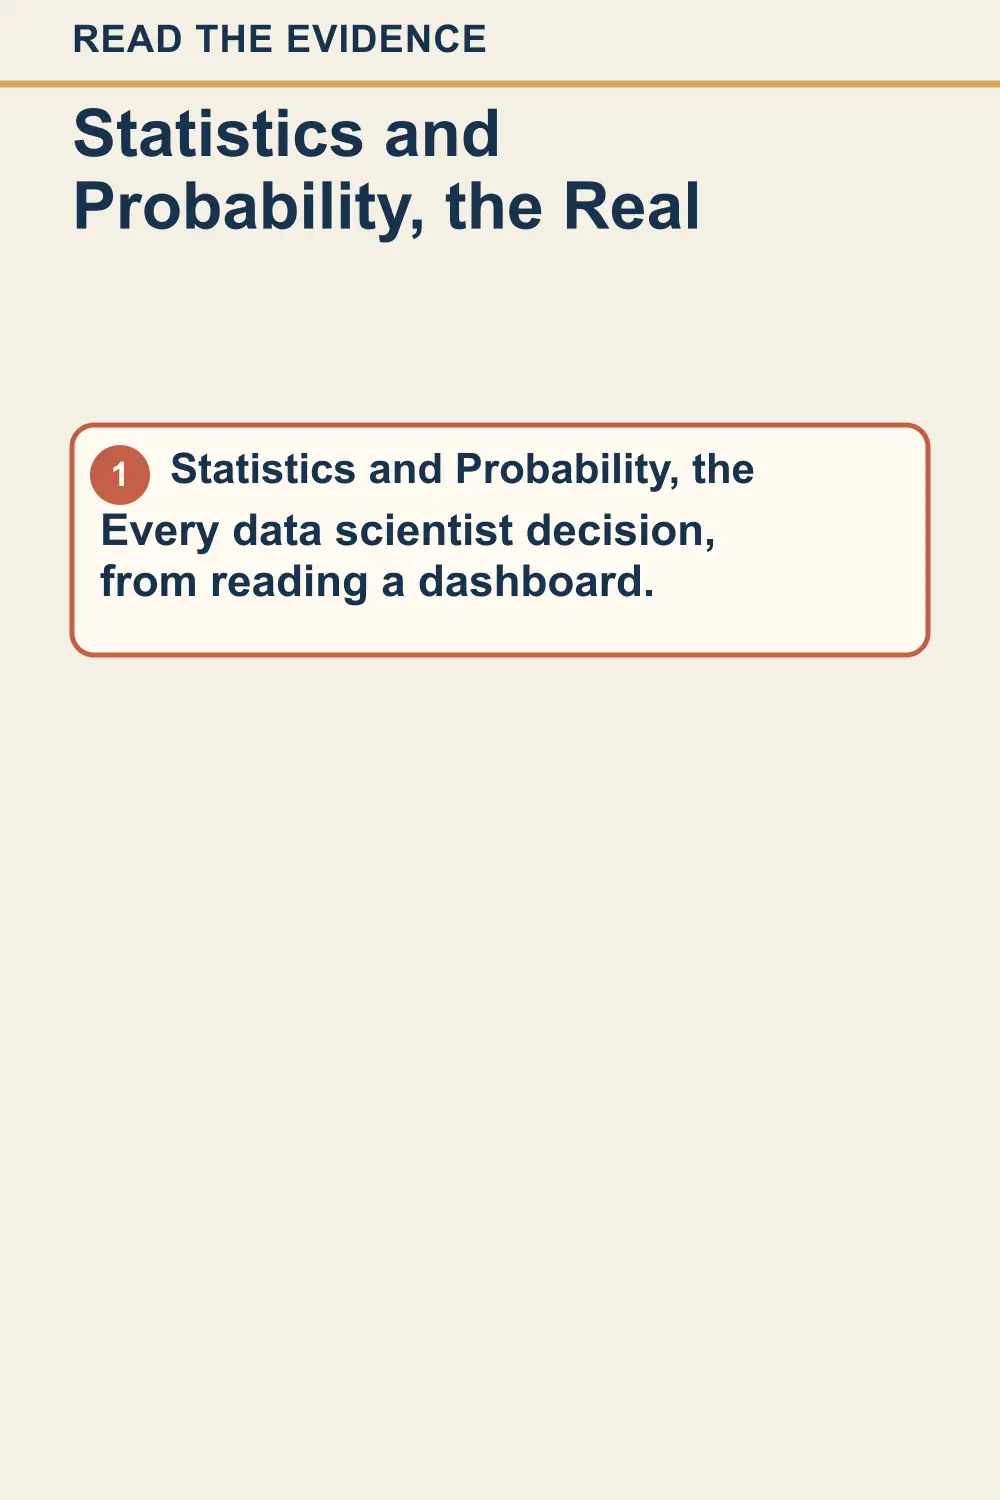 READ THE EVIDENCE
Statistics and
Probability, the Real
1 Statistics and Probability, the
Every data scientist decision,
from reading a dashboard.